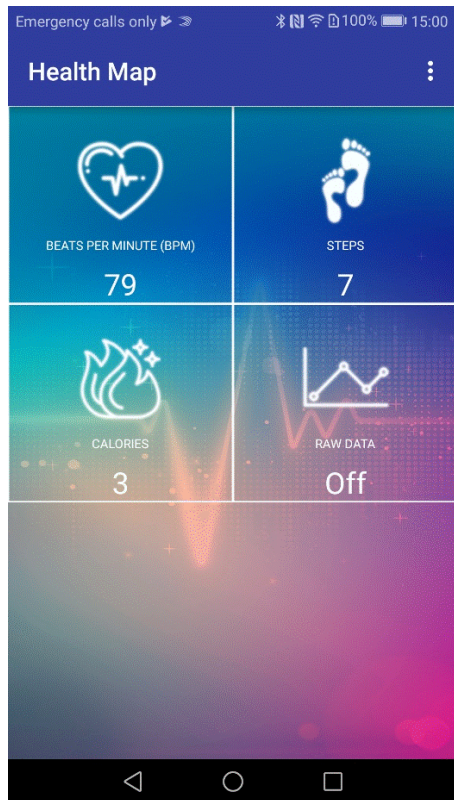 Emergency calls only 100% 15:00
Health Map
BEATS PER MINUTE (BPM)
79
STEPS
7
CALORIES
3
RAW DATA
Off